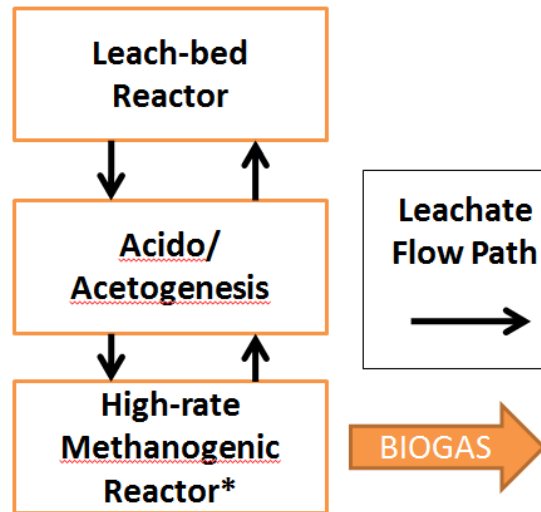 Leach-bed
Reactor
Acido/
Acetogenesis
Leachate
Flow Path
High-rate
Methanogenic
Reactor*
BIOGAS